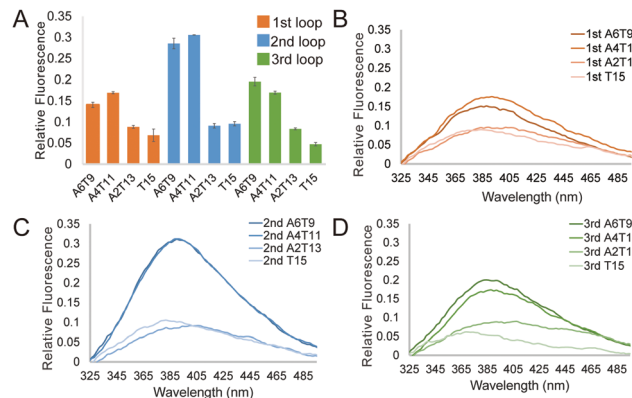 A
Relative Fluorescence
0.35
0.3
0.25
0.2
0.15
0.1
0.05
0
A6T9
A4T11
A2T13
T15
A6T9
A4T11
A2T13
T15
A6T9
A4T11
A2T13
T15
1st loop
2nd loop
3rd loop
B
Relative Fluorescence
0.35
0.3
0.25
0.2
0.15
0.1
0.05
0
325 345 365 385 405 425 445 465 485
Wavelength (nm)
1st A6T9
1st A4T1
1st A2T1
1st T15
C
Relative Fluorescence
0.35
0.3
0.25
0.2
0.15
0.1
0.05
0
325 345 365 385 405 425 445 465 485
Wavelength (nm)
2nd A6T9
2nd A4T11
2nd A2T13
2nd T15
D
Relative Fluorescence
0.35
0.3
0.25
0.2
0.15
0.1
0.05
0
325 345 365 385 405 425 445 465 485
Wavelength (nm)
3rd A6T9
3rd A4T1
3rd A2T1
3rd T15